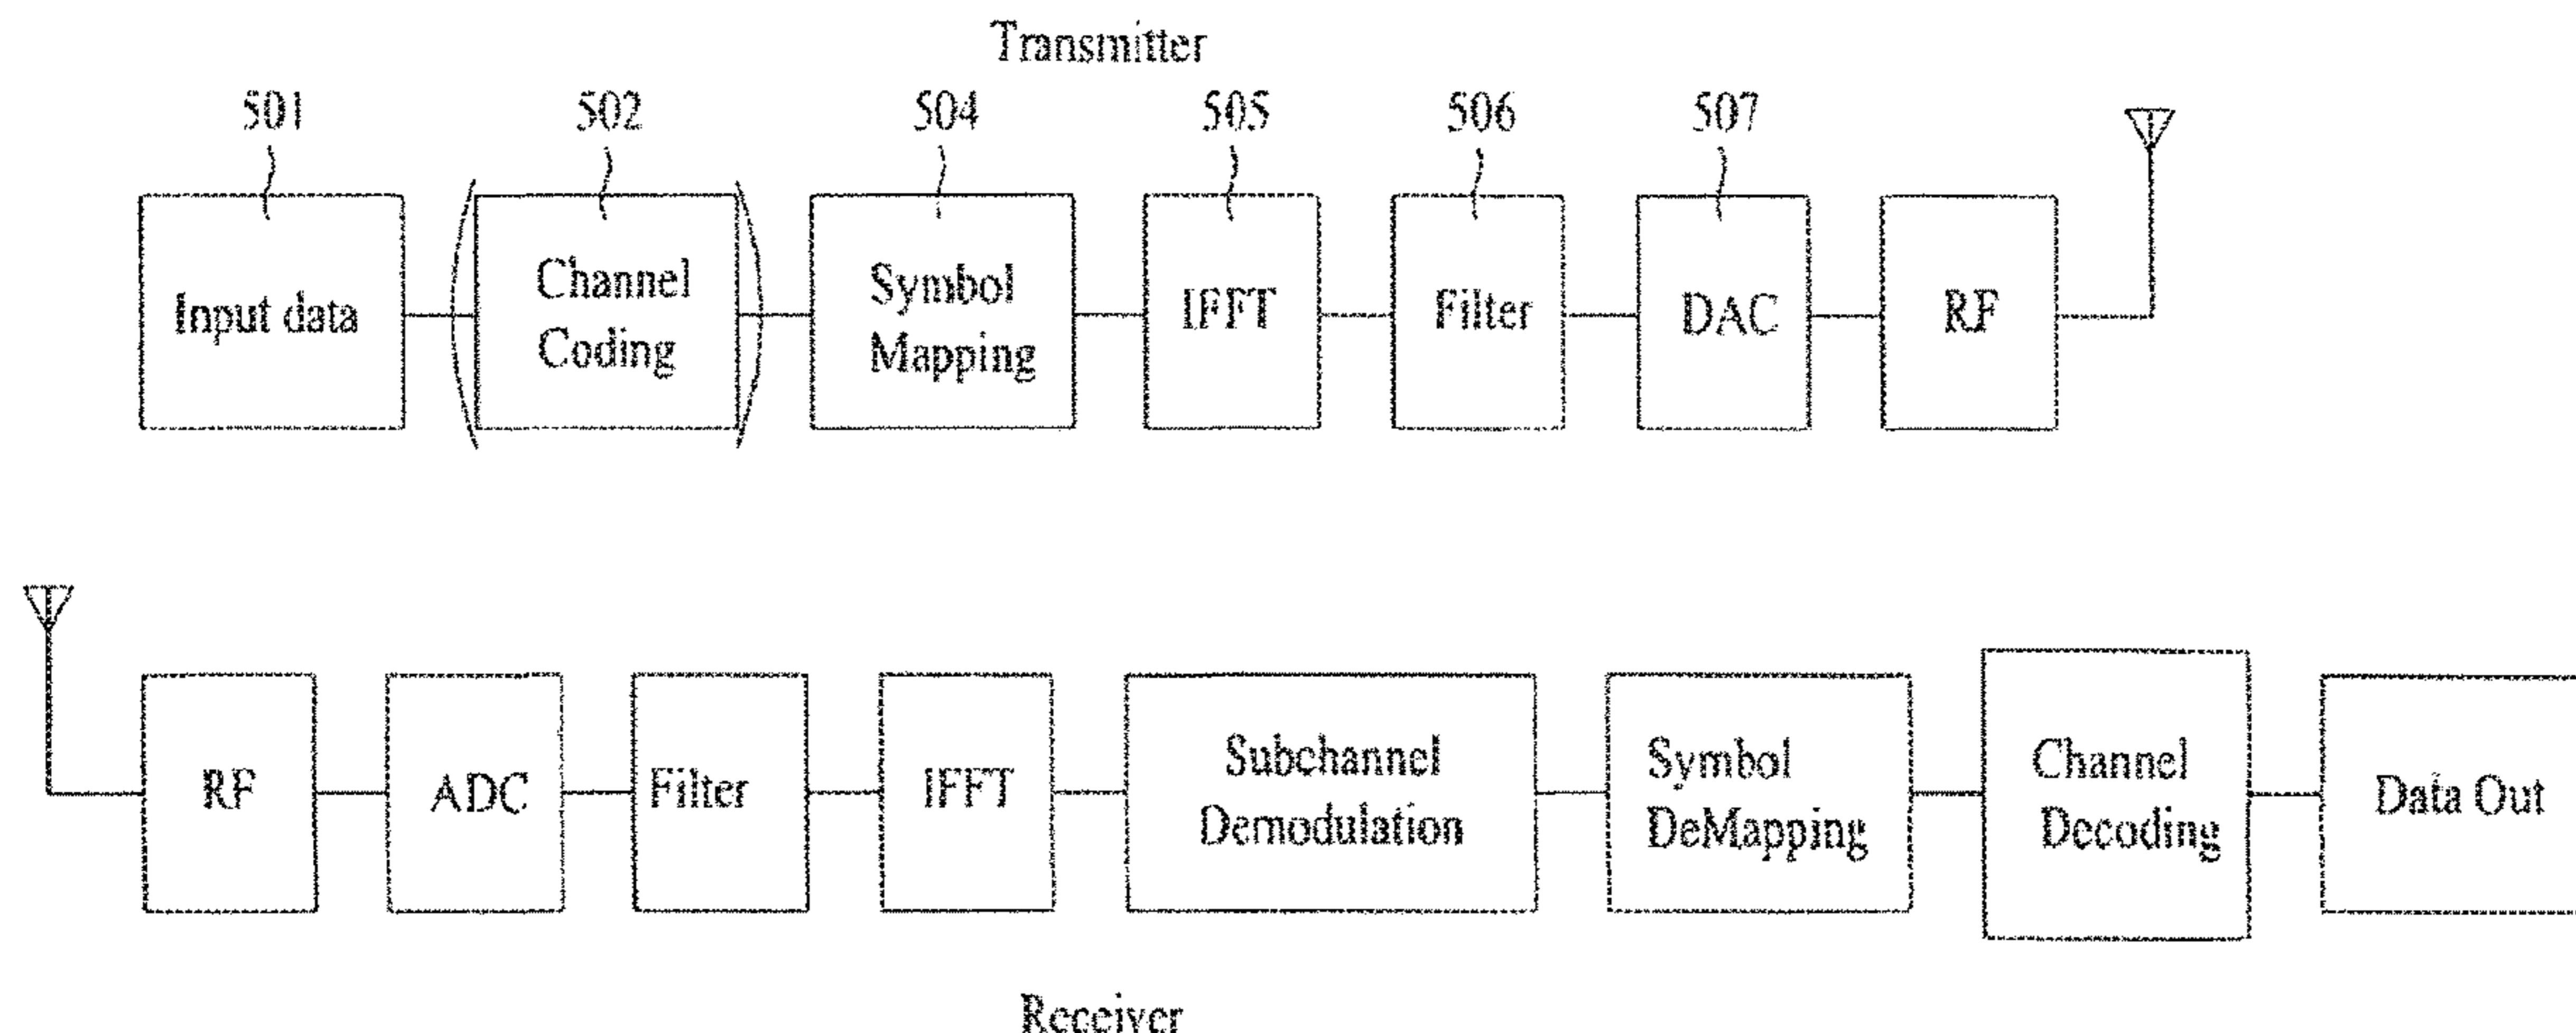 Transmitter
501 502 504 505 506 507
Input data
Channel
Coding
Symbol
Mapping
IFFT
Filter
DAC
RF
RF
ADC
Filter
IFFT
Subchannel
Demodulation
Symbol
DeMapping
Channel
Decoding
Data Out
Receiver